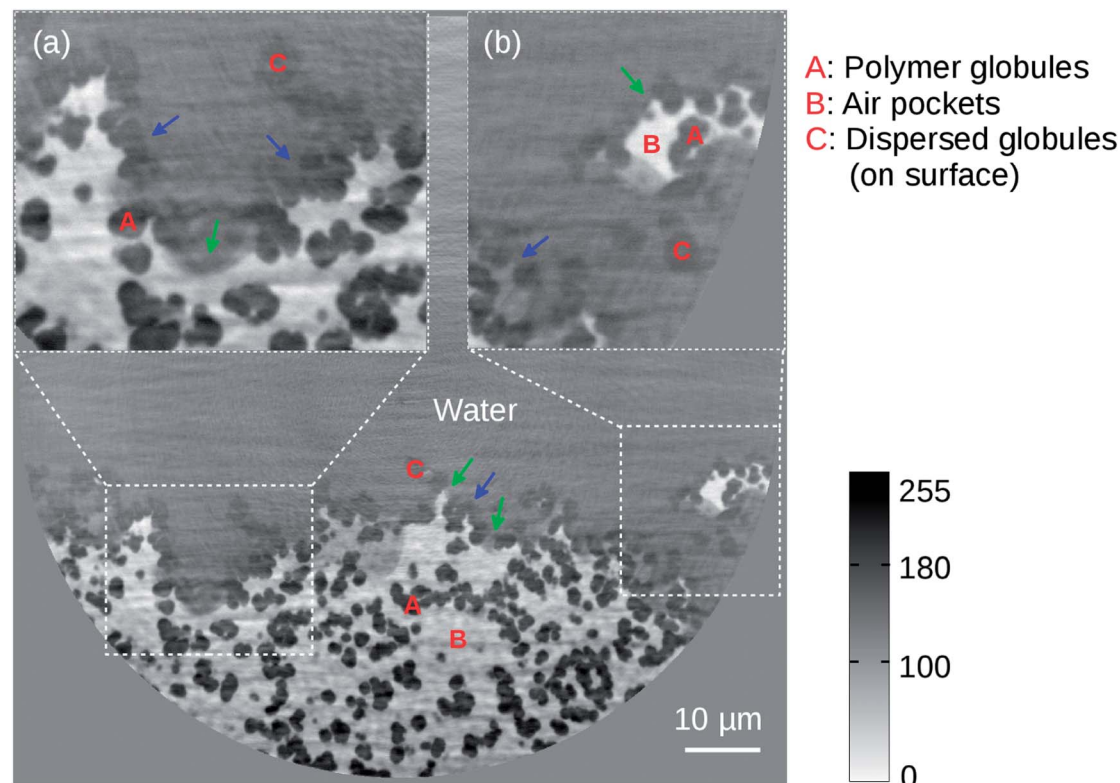 (a)
C
A
(b)
B
A
C
A: Polymer globules
B: Air pockets
C: Dispersed globules
(on surface)
Water
C
A
B
10 µm
255
180
100
0